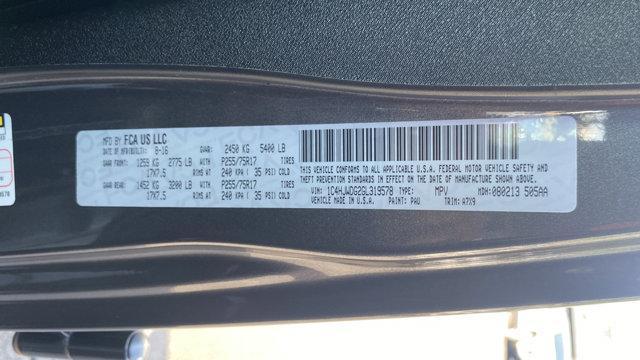 MFD BY FCA US LLC
DATE OF MFR(BUILT): 8-16 GVWR: 2450 KG 5400 LB
GAWR FRONT: 1259 KG 2775 LB WITH P255/75R17 TIRES
17X7.5 RIMS AT 240 KPA ( 35 PSI) COLD
GAWR REAR: 1452 KG 3200 LB WITH P255/75R17 TIRES
17X7.5 RIMS AT 240 KPA ( 35 PSI) COLD
THIS VEHICLE CONFORMS TO ALL APPLICABLE U.S.A. FEDERAL MOTOR VEHICLE SAFETY AND
THEFT PREVENTION STANDARDS IN EFFECT ON THE DATE OF MANUFACTURE SHOWN ABOVE.
VIN: 1C4HJWDG2GL319578 TYPE: MPV MDH: 080213 505AA
VEHICLE MADE IN U.S.A. PAINT: PAU TRIM: A7X9